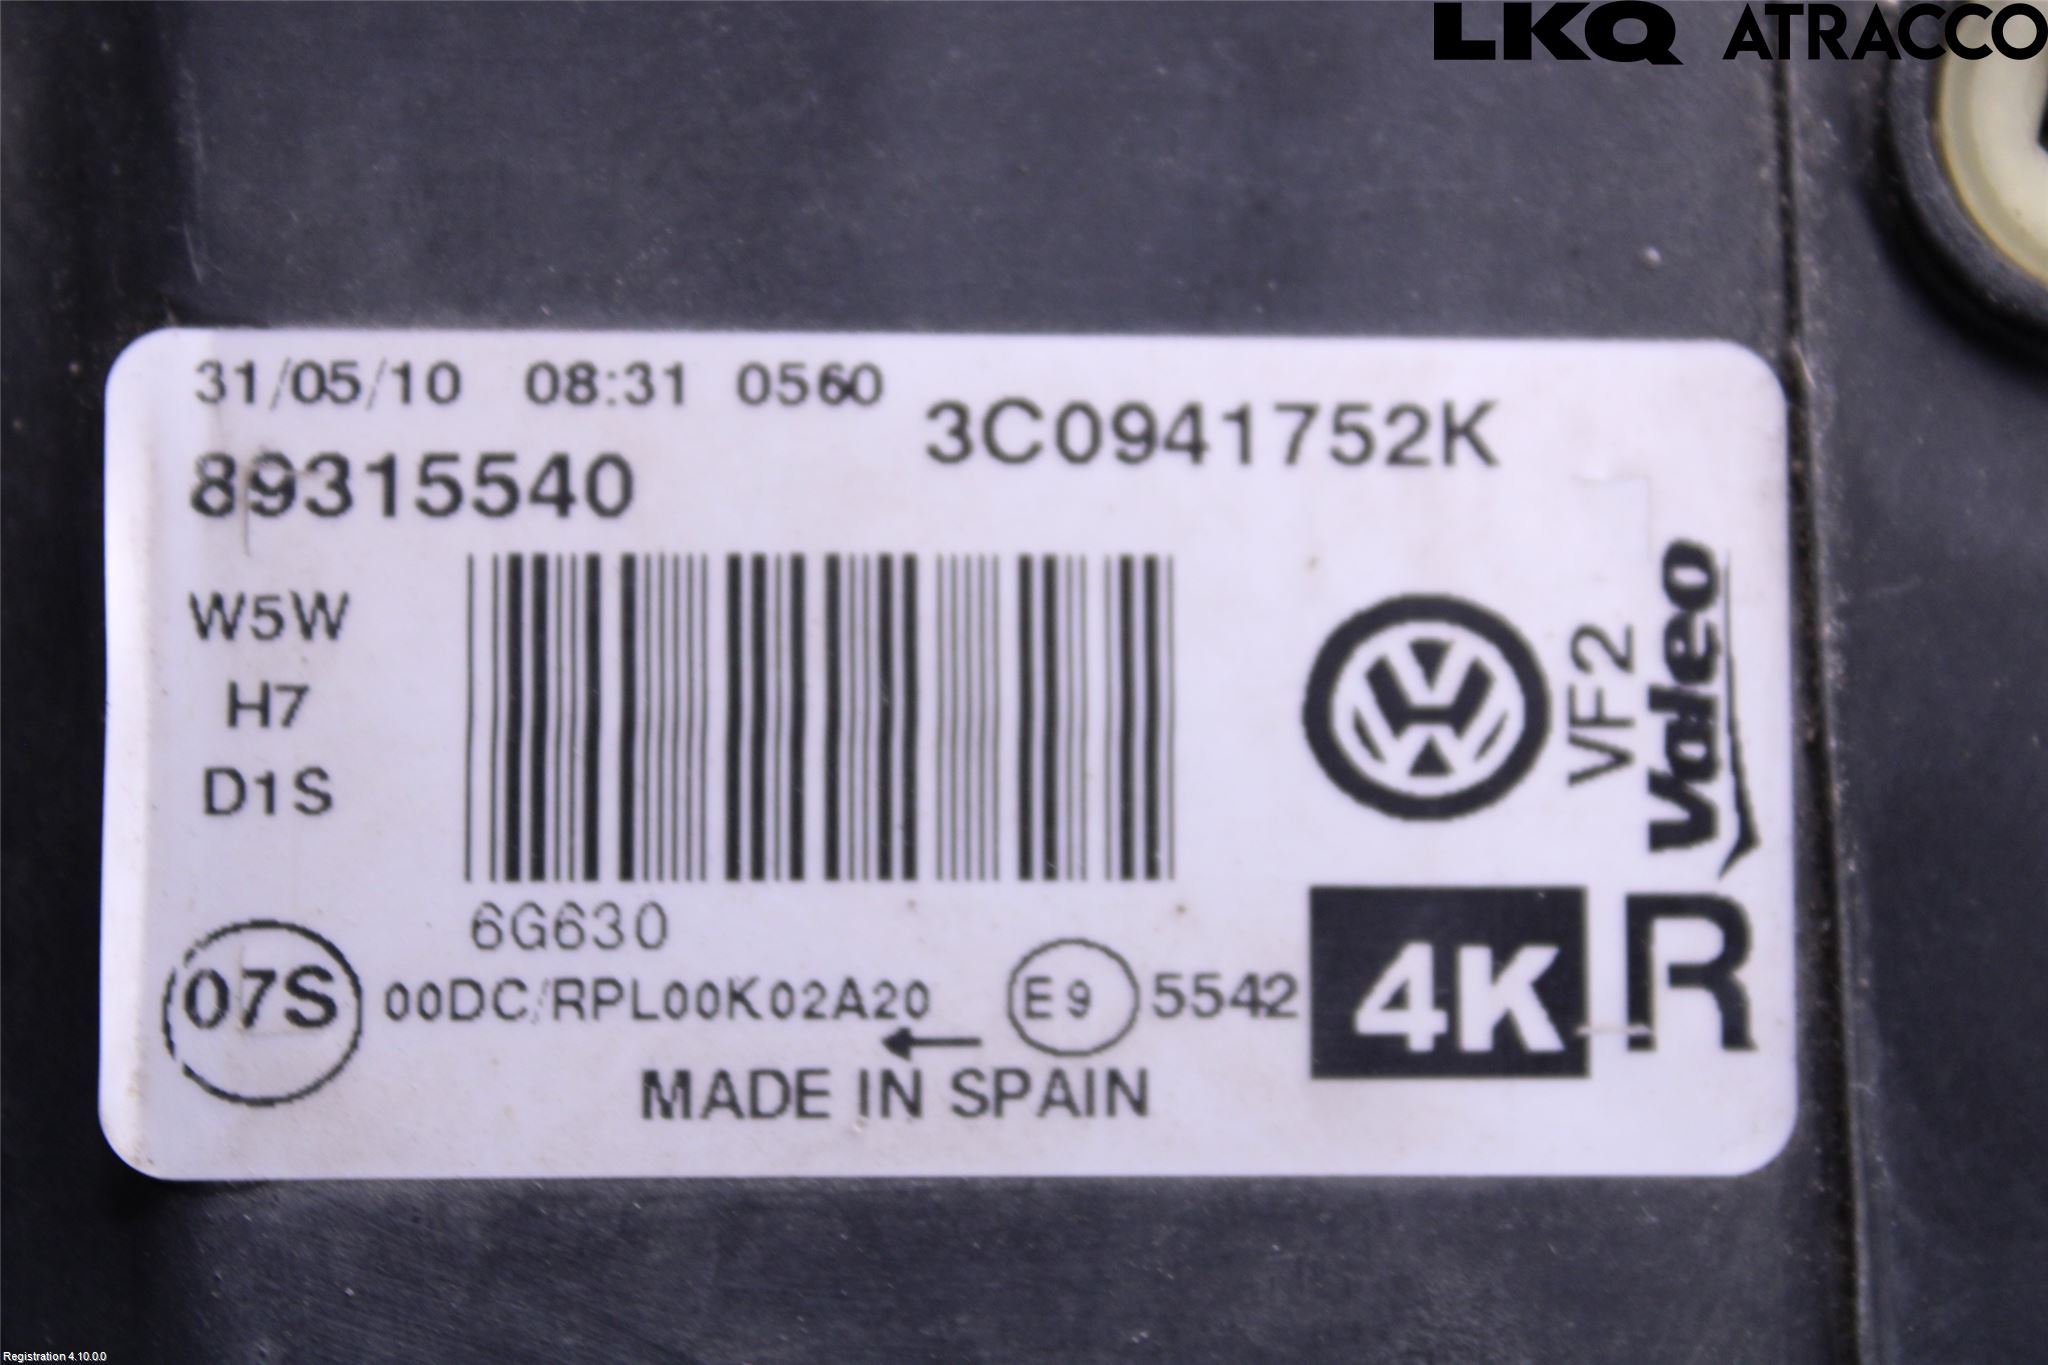 LKQ ATRACCO
31/05/10 08:31 0560
3C0941752K
89315540
W5W
H7
D1S
VF2
Valeo
6G630
07S
00DC/RPL00K02A20
E9
5542
4K
R
MADE IN SPAIN
Registration 4.10.0.0